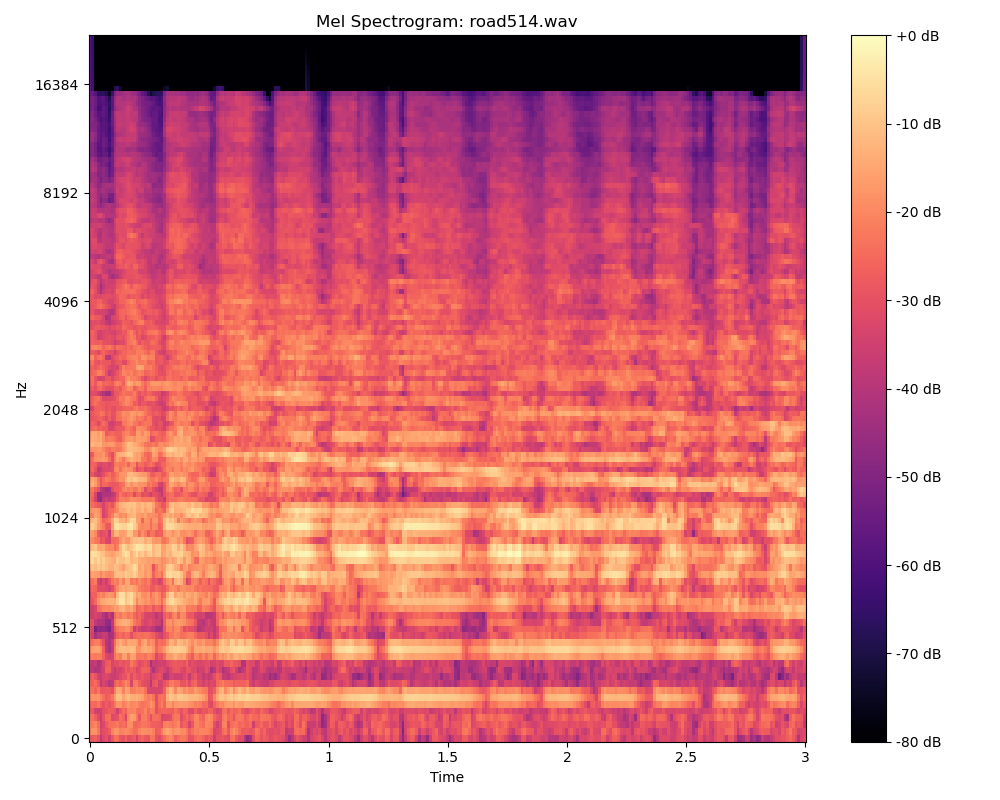 Mel Spectrogram: road514.wav
+0 dB
16384
-10 dB
8192
-20 dB
4096
-30 dB
Hz
-40 dB
2048
-50 dB
1024
-60 dB
512
-70 dB
0
-80 dB
0 0.5 1 1.5 2 2.5 3
Time